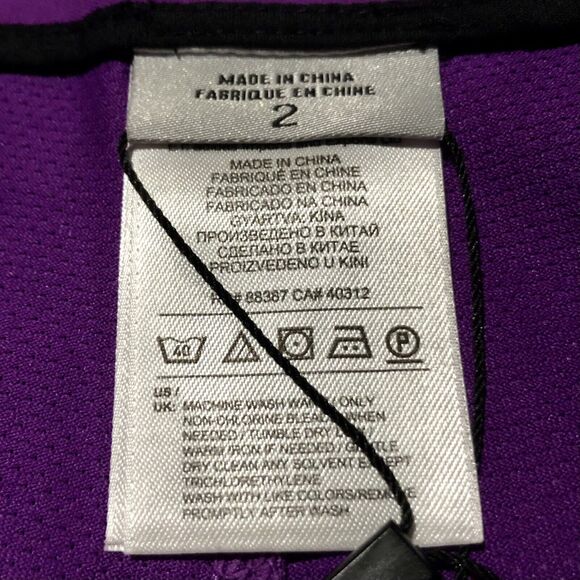 MADE IN CHINA
FABRIQUE EN CHINE
2
MADE IN CHINA
FABRIQUÉ EN CHINE
FABRICADO EN CHINA
FABRICADO NA CHINA
GYÁRTVA: KÍNA
ПРОИЗВЕДЕНО В КИТАЙ
СДЕЛАНО В КИТАЕ
PROIZVEDENO U KINI
88387 CA# 40312
40
P
US /
UK: MACHINE WASH ONLY
NON-CHLORINE WHEN
NEEDED / TUMBLE DRY
WARM IRON IF NEEDED /
DRY CLEAN ANY SOLVENT EXCEPT
TRICHLORETHYLENE
WASH WITH LIKE COLORS/REMOVE
PROMPTLY AFTER WASH